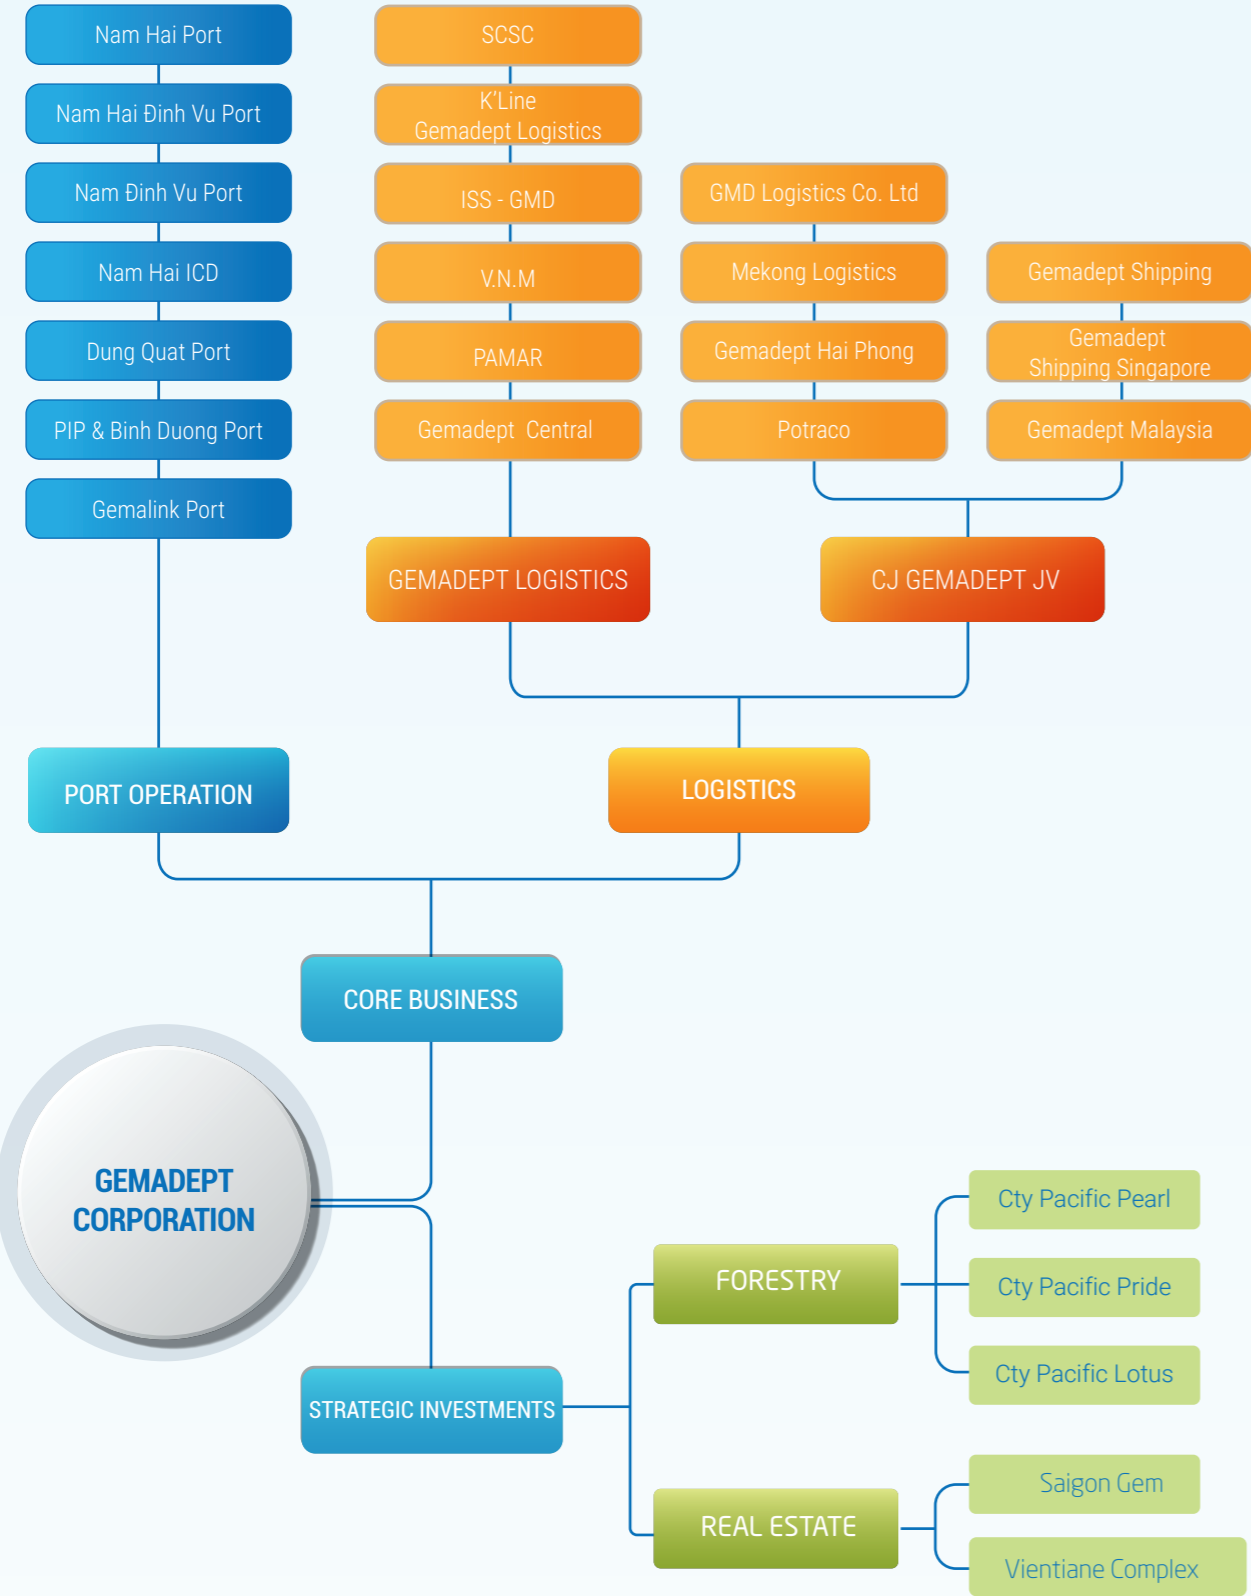 Nam Hai Port
Nam Hai Đinh Vu Port
Nam Đinh Vu Port
Nam Hai ICD
Dung Quat Port
PIP & Binh Duong Port
Gemalink Port
SCSC
K'Line
Gemadept Logistics
ISS - GMD
V.N.M
PAMAR
Gemadept Central
GMD Logistics Co. Ltd
Mekong Logistics
Gemadept Hai Phong
Potraco
Gemadept Shipping
Gemadept
Shipping Singapore
Gemadept Malaysia
GEMADEPT LOGISTICS
CJ GEMADEPT JV
PORT OPERATION
LOGISTICS
CORE BUSINESS
GEMADEPT
CORPORATION
STRATEGIC INVESTMENTS
FORESTRY
Cty Pacific Pearl
Cty Pacific Pride
Cty Pacific Lotus
REAL ESTATE
Saigon Gem
Vientiane Complex